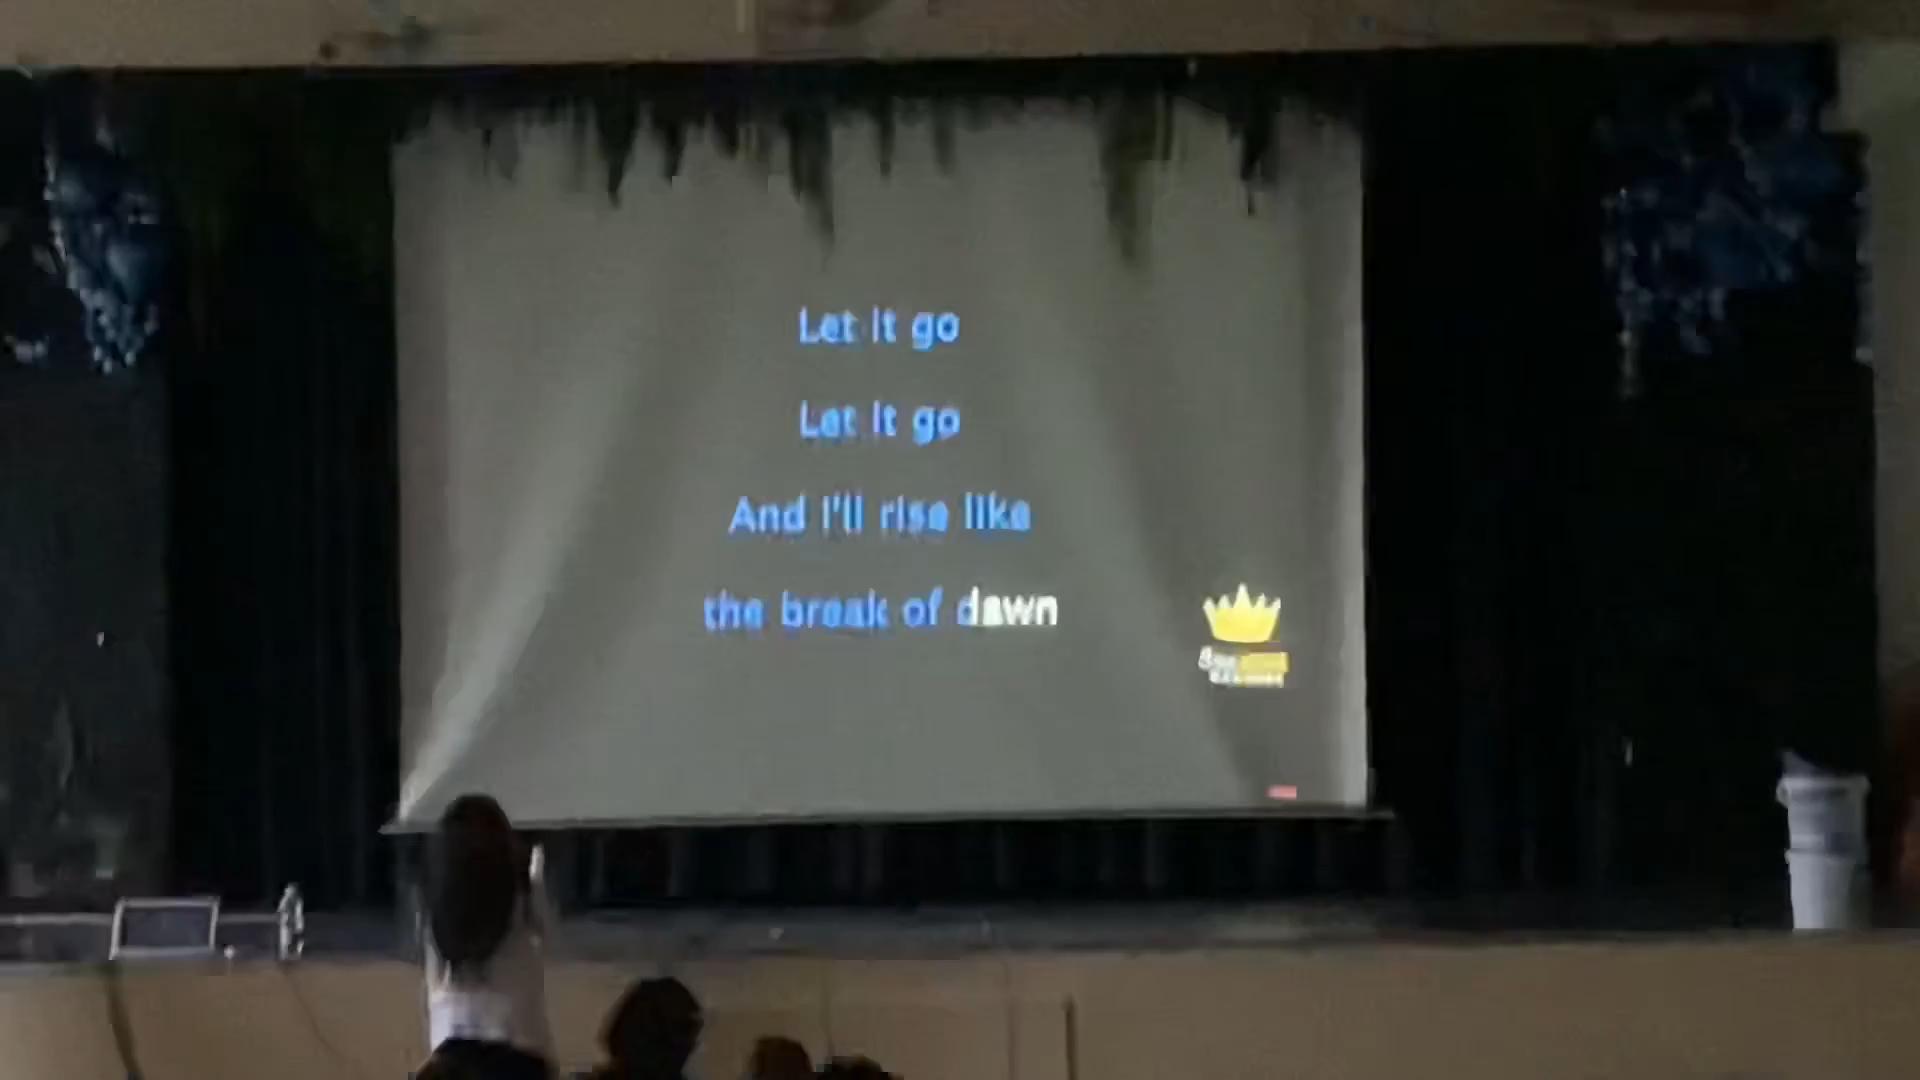 Let it go
Let it go
And I'll rise like
the break of dawn